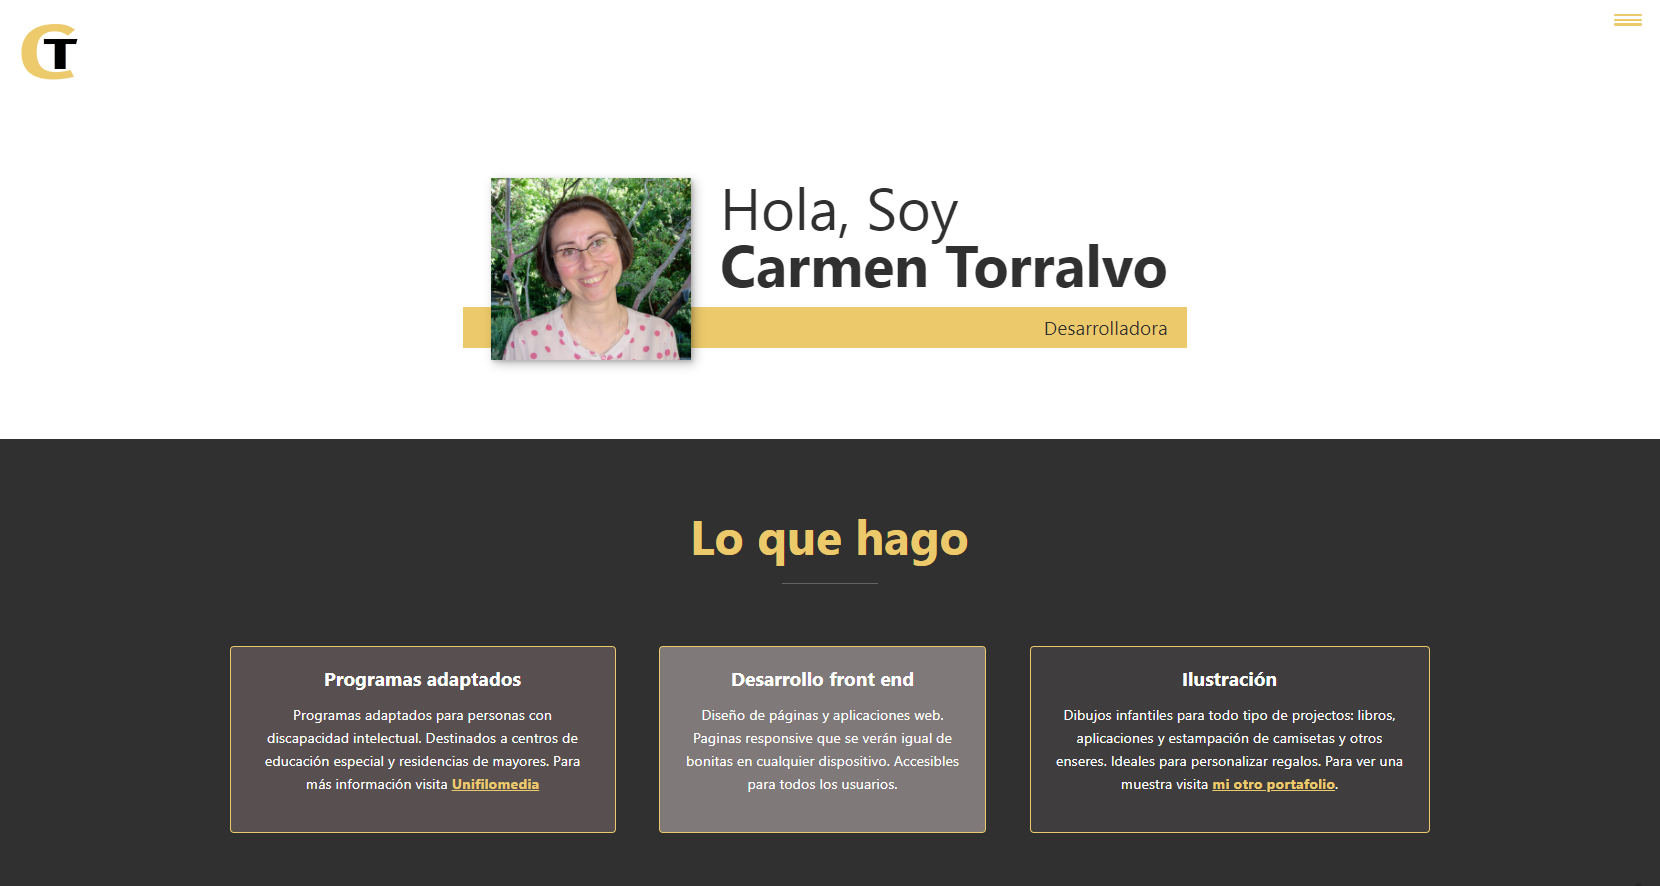 CT
Hola, Soy
Carmen Torralvo
Desarrolladora
Lo que hago
Programas adaptados
Programas adaptados para personas con
discapacidad intelectual. Destinados a centros de
educación especial y residencias de mayores. Para
más información visita Unifilomedia
Desarrollo front end
Diseño de páginas y aplicaciones web.
Paginas responsive que se verán igual de
bonitas en cualquier dispositivo. Accesibles
para todos los usuarios.
Ilustración
Dibujos infantiles para todo tipo de projectos: libros,
aplicaciones y estampación de camisetas y otros
enseres. Ideales para personalizar regalos. Para ver una
muestra visita mi otro portafolio.